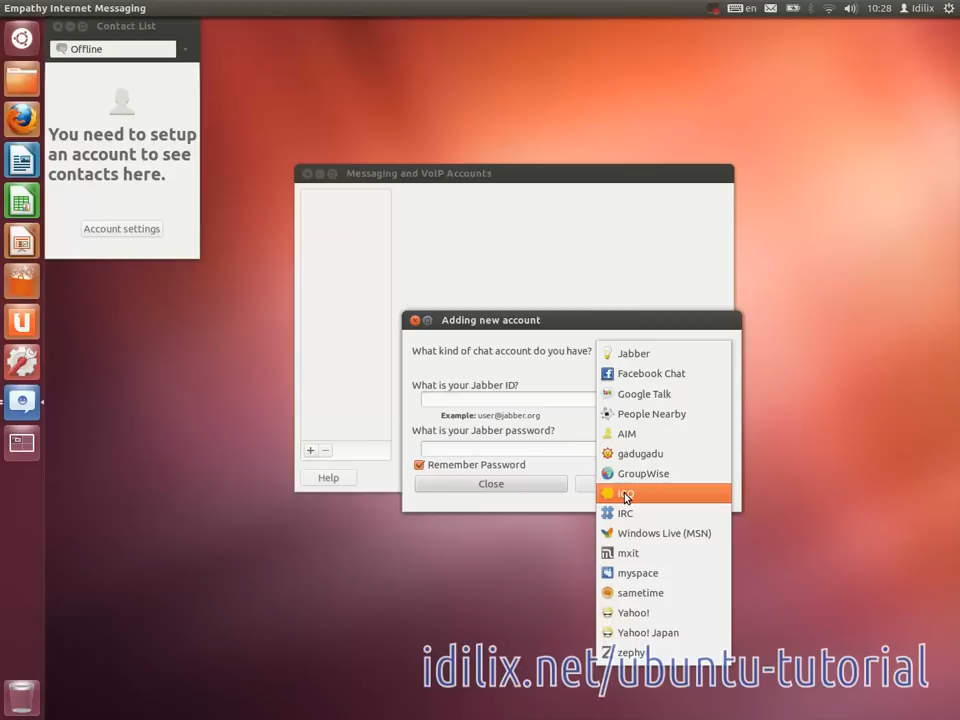 Empathy Internet Messaging
en
10:28
Idilix
Contact List
Offline
You need to setup
an account to see
contacts here.
Account settings
Messaging and VoIP Accounts
Help
Adding new account
What kind of chat account do you have?
What is your Jabber ID?
Example: user@jabber.org
What is your Jabber password?
Remember Password
Close
Jabber
Facebook Chat
Google Talk
People Nearby
AIM
gadugadu
GroupWise
IRC
Windows Live (MSN)
mxit
myspace
sametime
Yahoo!
Yahoo! Japan
idilix.net/ubuntu-tutorial